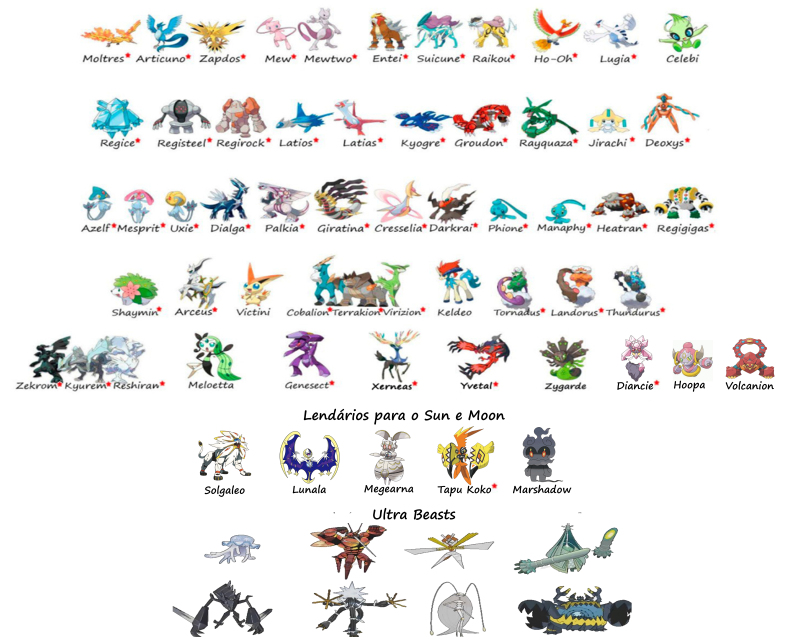 Moltres* Articuno* Zapdos* Mew* Mewtwo* Entei* Suicune* Raikou* Ho-Oh* Lugia* Celebi
Regice* Registeel* Regirock* Latios* Latias* Kyogre* Groudon* Rayquaza* Jirachi* Deoxys*
Azelf* Mesprit* Uxie* Dialga* Palkia* Giratina* Cresselia* Darkrai* Phione* Manaphy* Heatran* Regigigas*
Shaymin* Arceus* Victini Cobalion* Terrakion* Virizion* Keldeo Tornadus* Landorus* Thundurus*
Zekrom* Kyurem* Reshiran* Meloetta Genesect* Xerneas* Yvetal* Zygarde Diancie* Hoopa Volcanion
Lendários para o Sun e Moon
Solgaleo Lunala Megearna Tapu Koko* Marshadow
Ultra Beasts